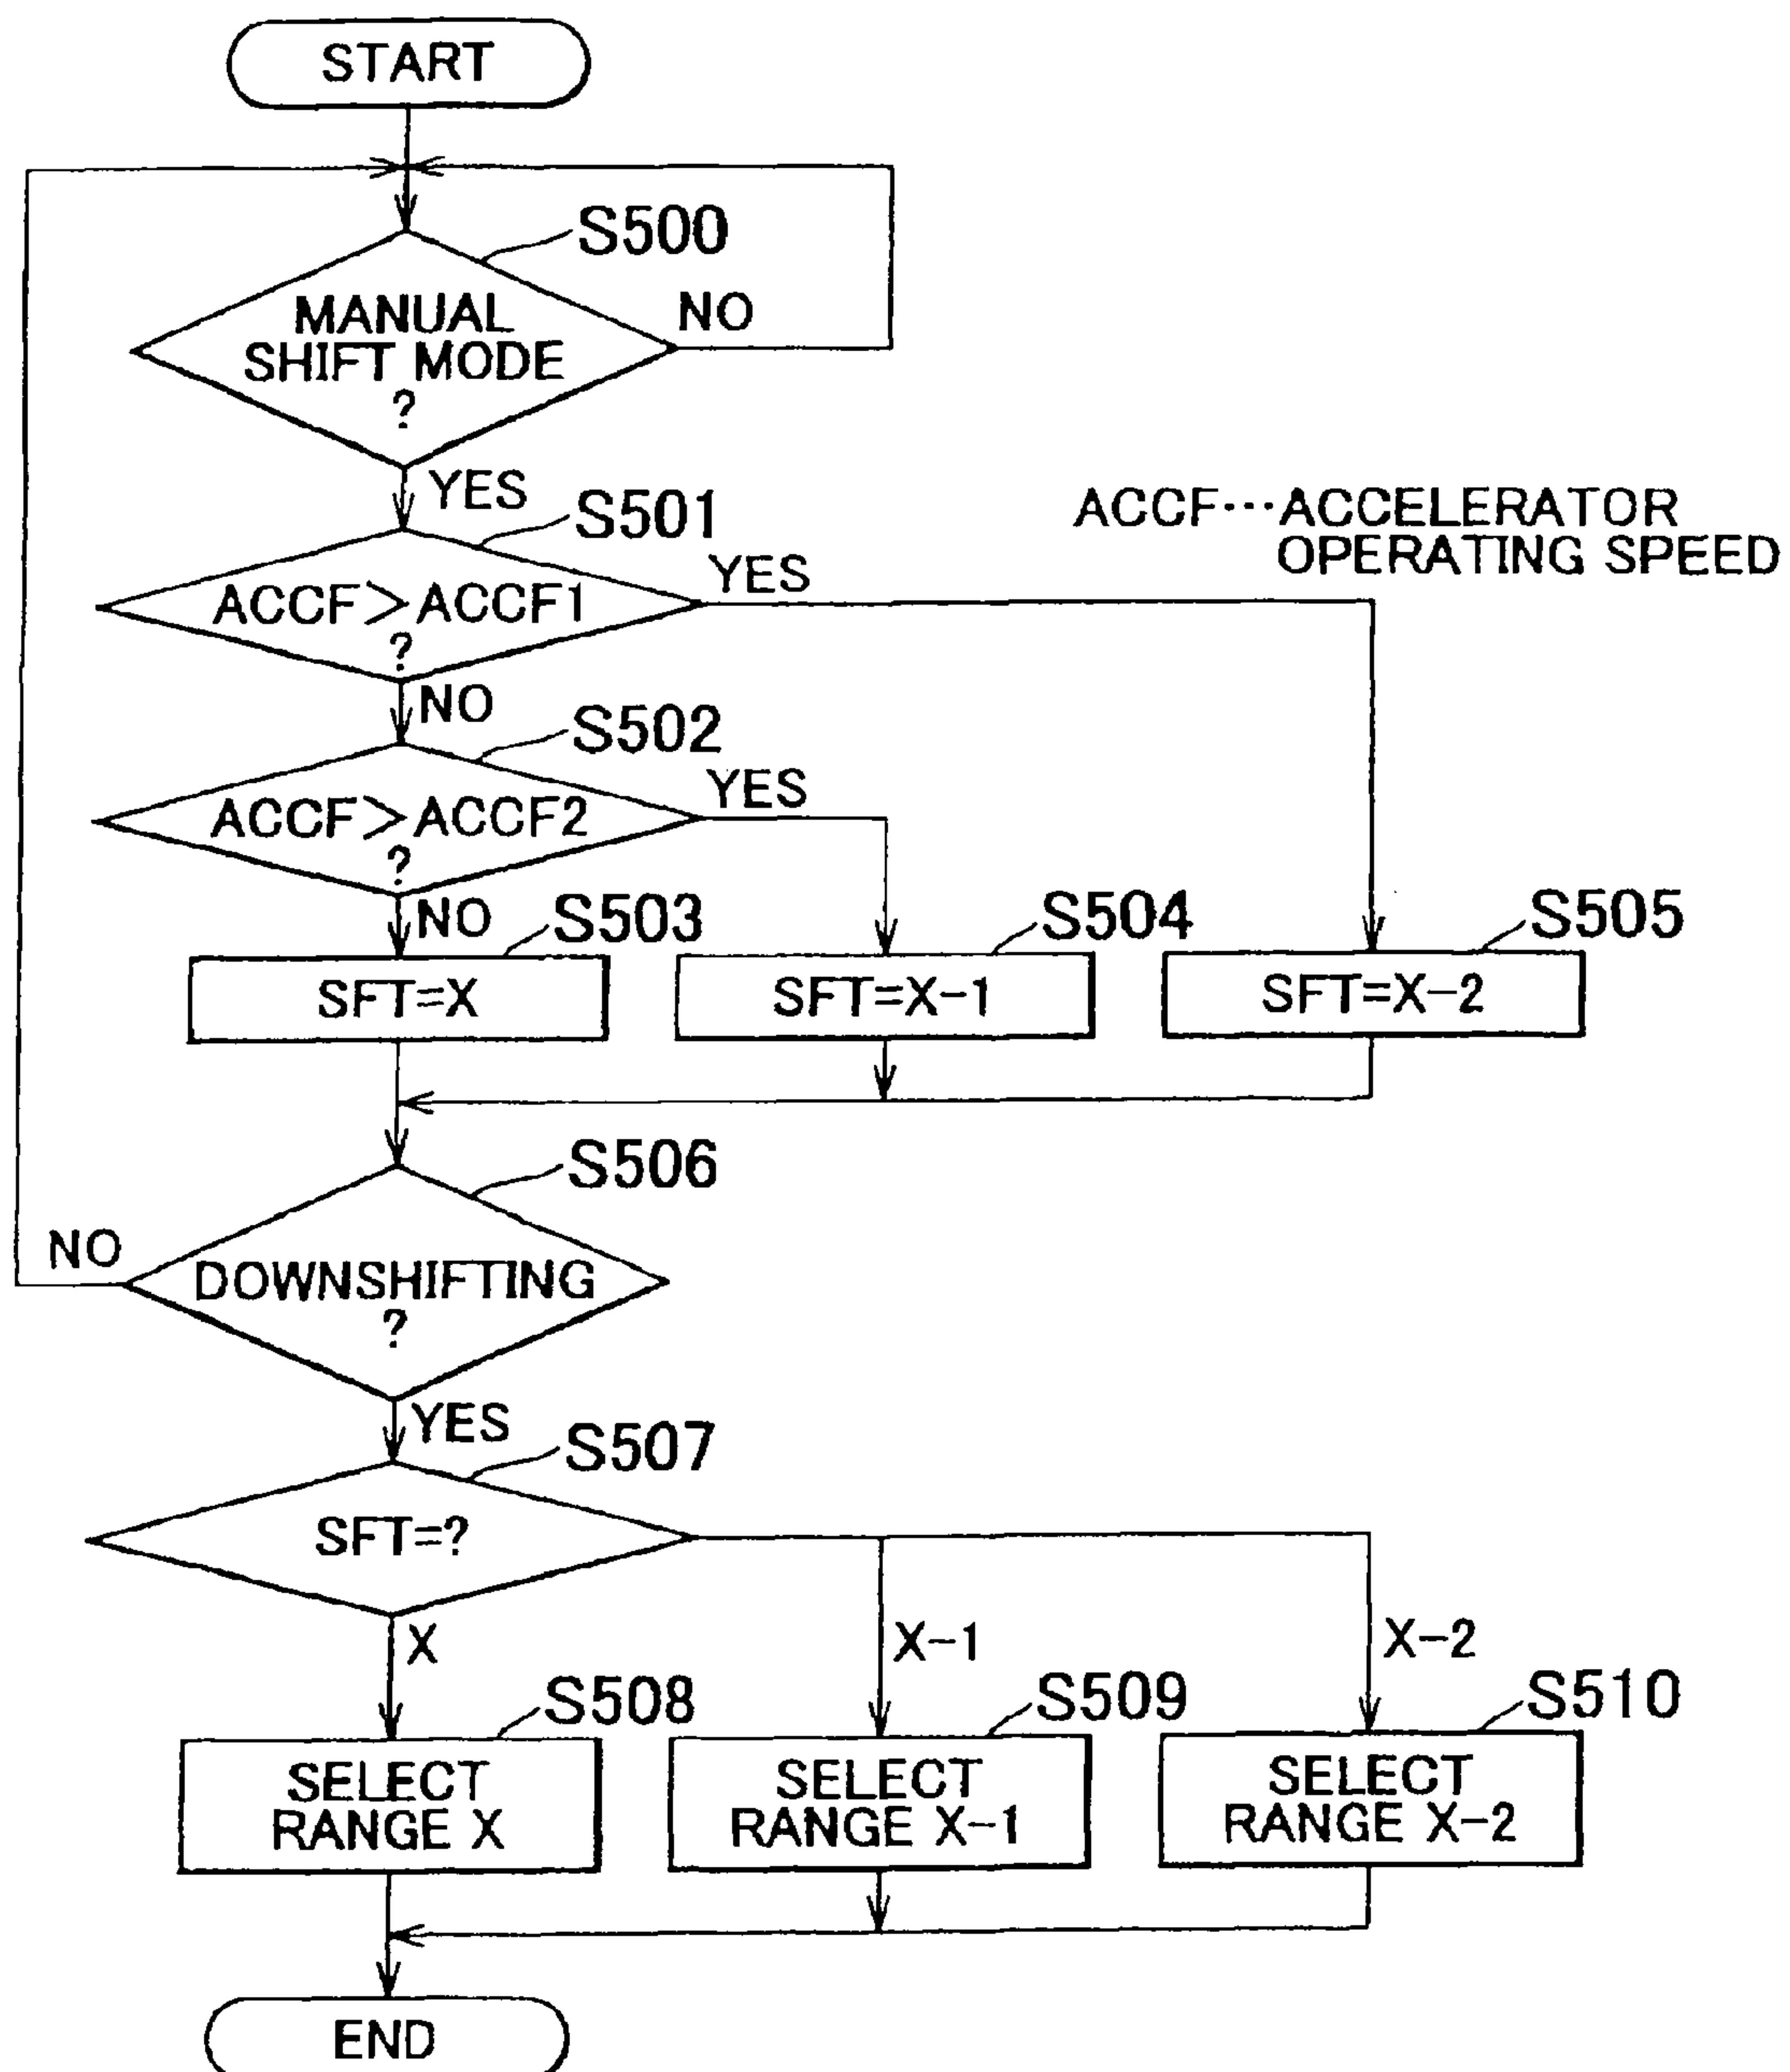 START
S500
MANUAL
SHIFT MODE
?
NO
YES
S501
ACCF···ACCELERATOR
OPERATING SPEED
ACCF>ACCF1
?
YES
NO
S502
ACCF>ACCF2
?
YES
NO
S503
S504
S505
SFT=X
SFT=X-1
SFT=X-2
S506
NO
DOWNSHIFTING
?
YES
S507
SFT=?
X
X-1
X-2
S508
S509
S510
SELECT
RANGE X
SELECT
RANGE X-1
SELECT
RANGE X-2
END